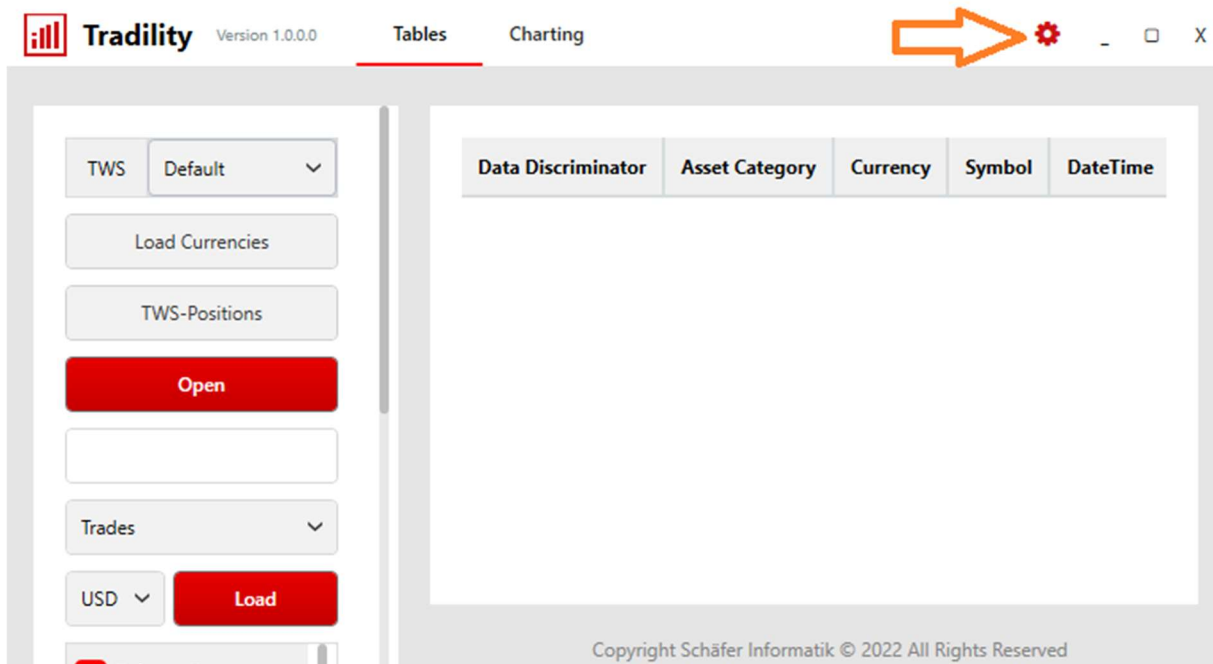 Tradility Version 1.0.0.0 Tables Charting _ X
TWS Default
Load Currencies
TWS-Positions
Open
Trades
USD Load
Data Discriminator Asset Category Currency Symbol DateTime
Copyright Schäfer Informatik © 2022 All Rights Reserved